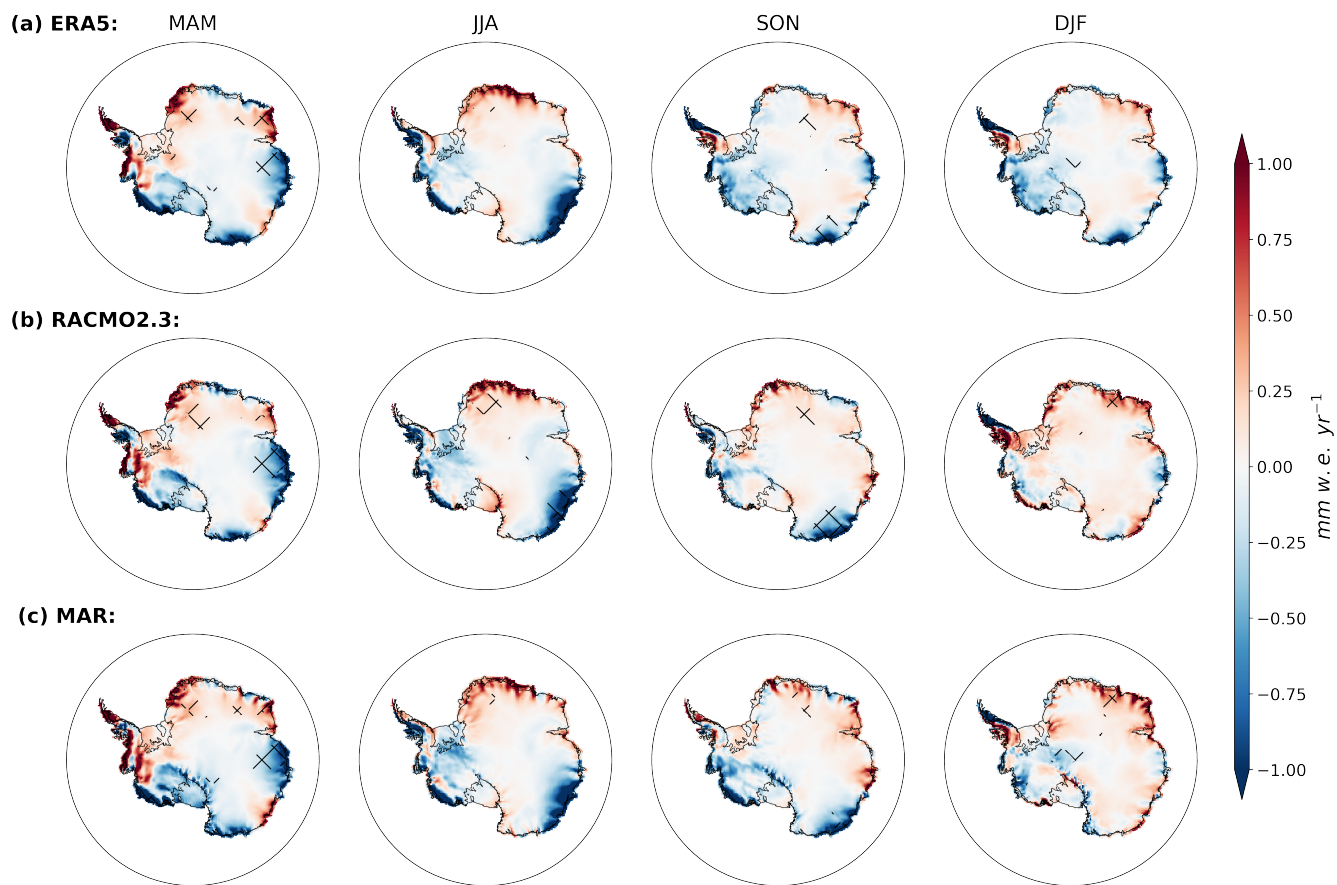 (a) ERA5:
MAM
JJA
SON
DJF
(b) RACMO2.3:
(c) MAR:
1.00
0.75
0.50
0.25
0.00
−0.25
−0.50
−0.75
−1.00
mm w. e. yr⁻¹